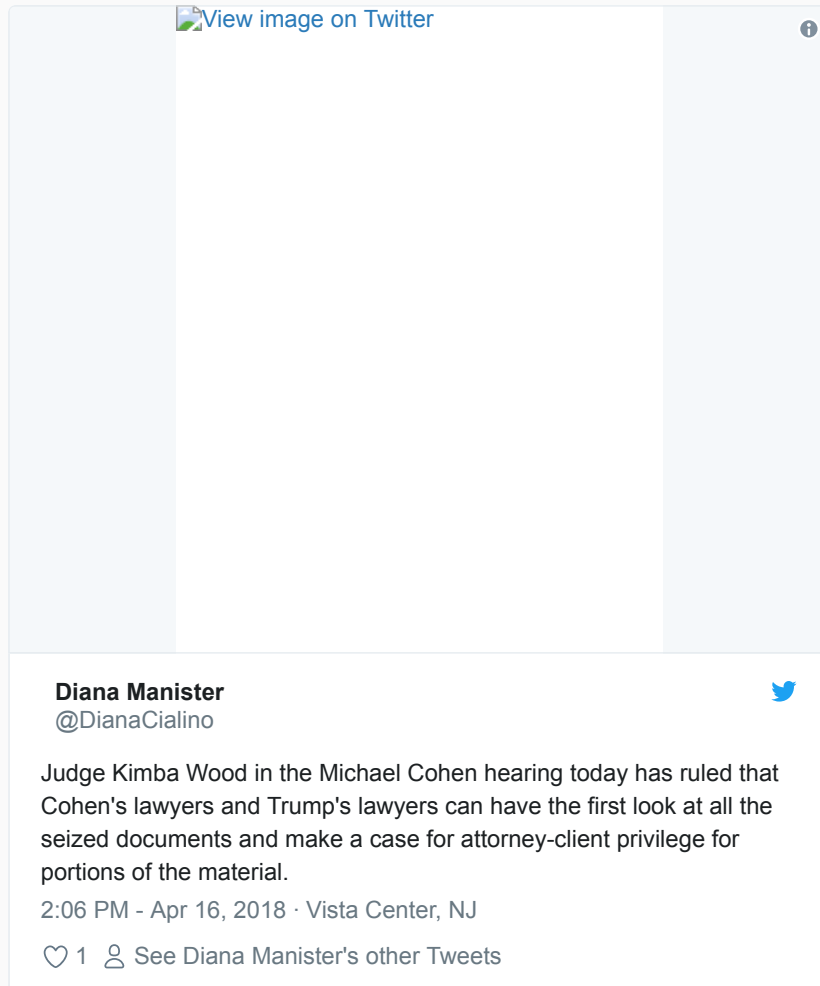 View image on Twitter
Diana Manister
@DianaCialino
Judge Kimba Wood in the Michael Cohen hearing today has ruled that
Cohen's lawyers and Trump's lawyers can have the first look at all the
seized documents and make a case for attorney-client privilege for
portions of the material.
2:06 PM - Apr 16, 2018 · Vista Center, NJ
1 See Diana Manister's other Tweets